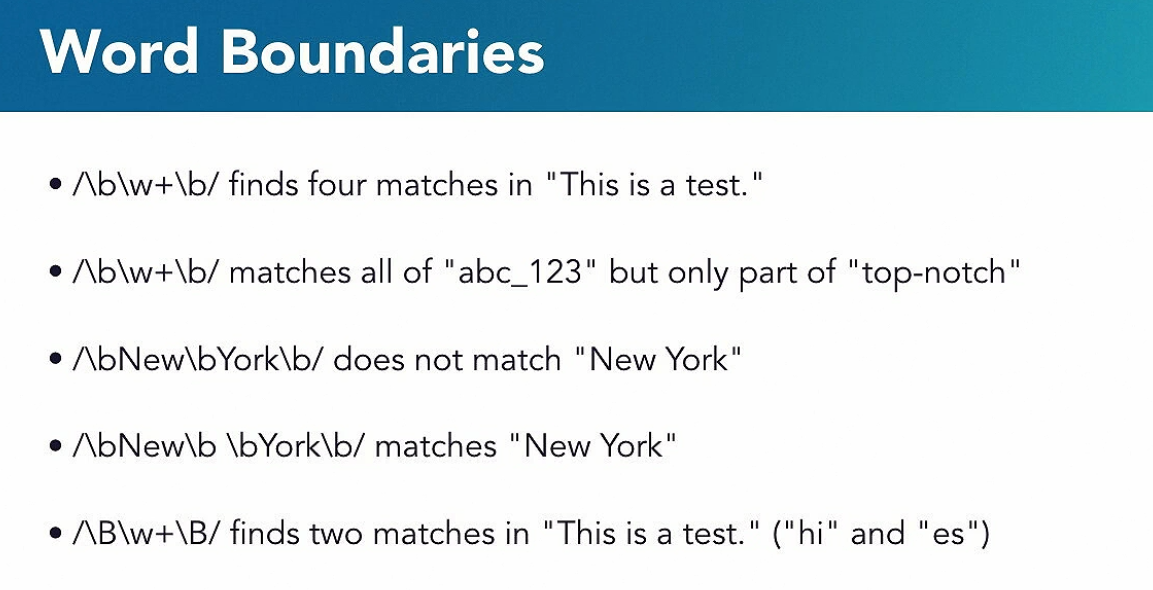 Word Boundaries
• /\b\w+\b/ finds four matches in "This is a test."
• /\b\w+\b/ matches all of "abc_123" but only part of "top-notch"
• /\bNew\bYork\b/ does not match "New York"
• /\bNew\b \bYork\b/ matches "New York"
• /\B\w+\B/ finds two matches in "This is a test." ("hi" and "es")